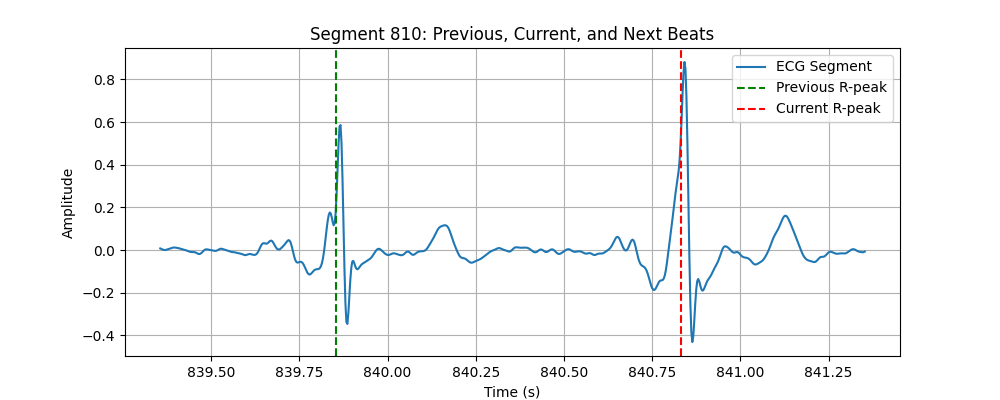 Segment 810: Previous, Current, and Next Beats
ECG Segment
Previous R-peak
Current R-peak
Amplitude
0.8
0.6
0.4
0.2
0.0
−0.2
−0.4
839.50 839.75 840.00 840.25 840.50 840.75 841.00 841.25
Time (s)